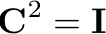 𝐂² = 𝐈